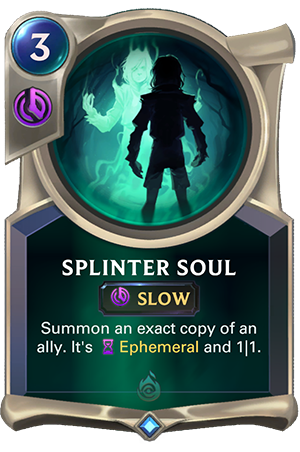 3
SPLINTER SOUL
SLOW
Summon an exact copy of an
ally. It's Ephemeral and 1|1.